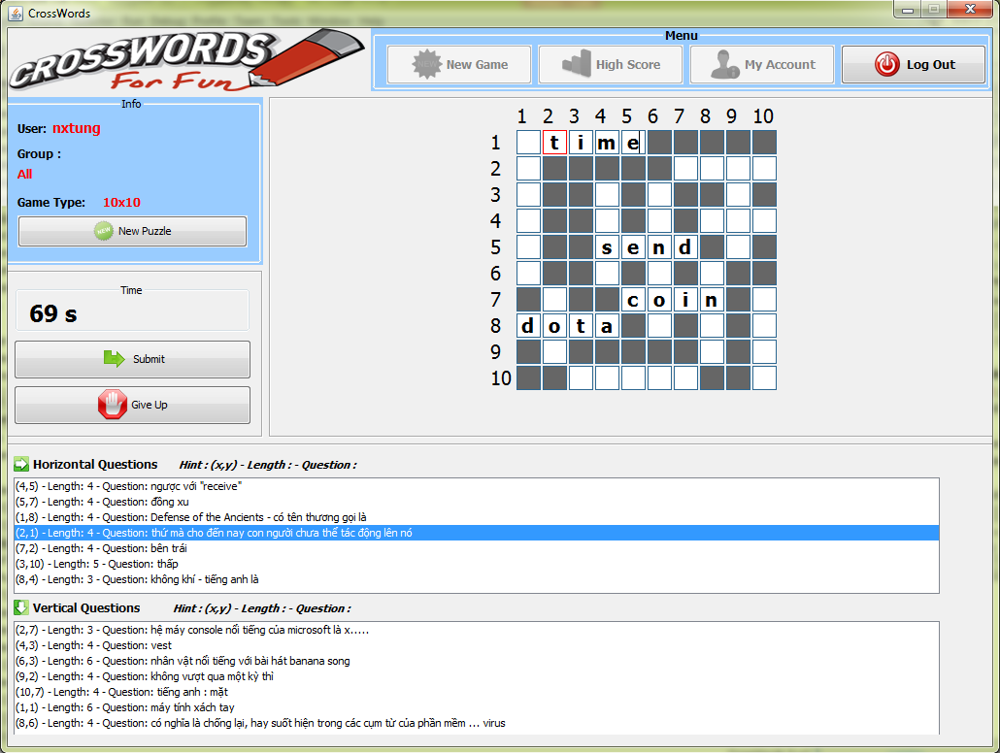 CrossWords
CROSSWORDS
For Fun
Menu
NEW New Game
High Score
My Account
Log Out
Info
User: nxtung
Group :
All
Game Type: 10x10
NEW New Puzzle
Time
69 s
Submit
Give Up
1 2 3 4 5 6 7 8 9 10
1 t i m e
2
3
4
5 s e n d
6
7 c o i n
8 d o t a
9
10
Horizontal Questions Hint : (x,y) - Length : - Question :
(4,5) - Length: 4 - Question: ngược với "receive"
(5,7) - Length: 4 - Question: đồng xu
(1,8) - Length: 4 - Question: Defense of the Ancients - có tên thương gọi là
(2,1) - Length: 4 - Question: thứ mà cho đến nay con người chưa thể tác động lên nó
(7,2) - Length: 4 - Question: bên trái
(3,10) - Length: 5 - Question: thấp
(8,4) - Length: 3 - Question: không khí - tiếng anh là
Vertical Questions Hint : (x,y) - Length : - Question :
(2,7) - Length: 3 - Question: hệ máy console nổi tiếng của microsoft là x.....
(4,3) - Length: 4 - Question: vest
(6,3) - Length: 6 - Question: nhân vật nổi tiếng với bài hát banana song
(9,2) - Length: 4 - Question: không vượt qua một kỳ thi
(10,7) - Length: 4 - Question: tiếng anh : mặt
(1,1) - Length: 6 - Question: máy tính xách tay
(8,6) - Length: 4 - Question: có nghĩa là chống lại, hay suốt hiện trong các cụm từ của phần mềm ... virus